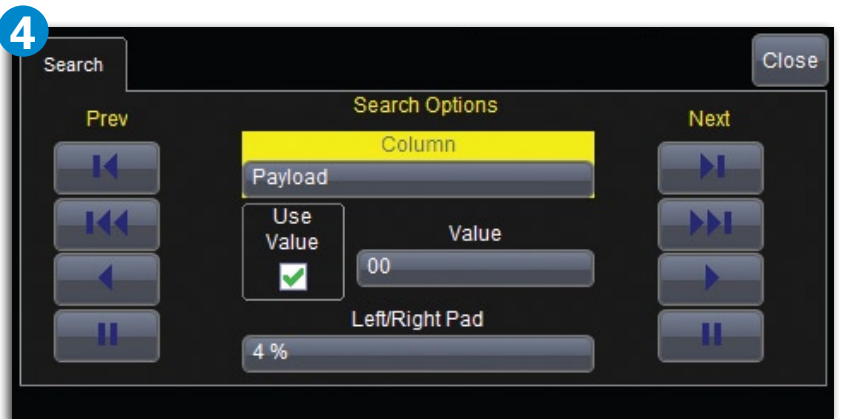 4
Search
Close
Prev
Search Options
Next
Column
Payload
Use
Value
Value
00
Left/Right Pad
4 %